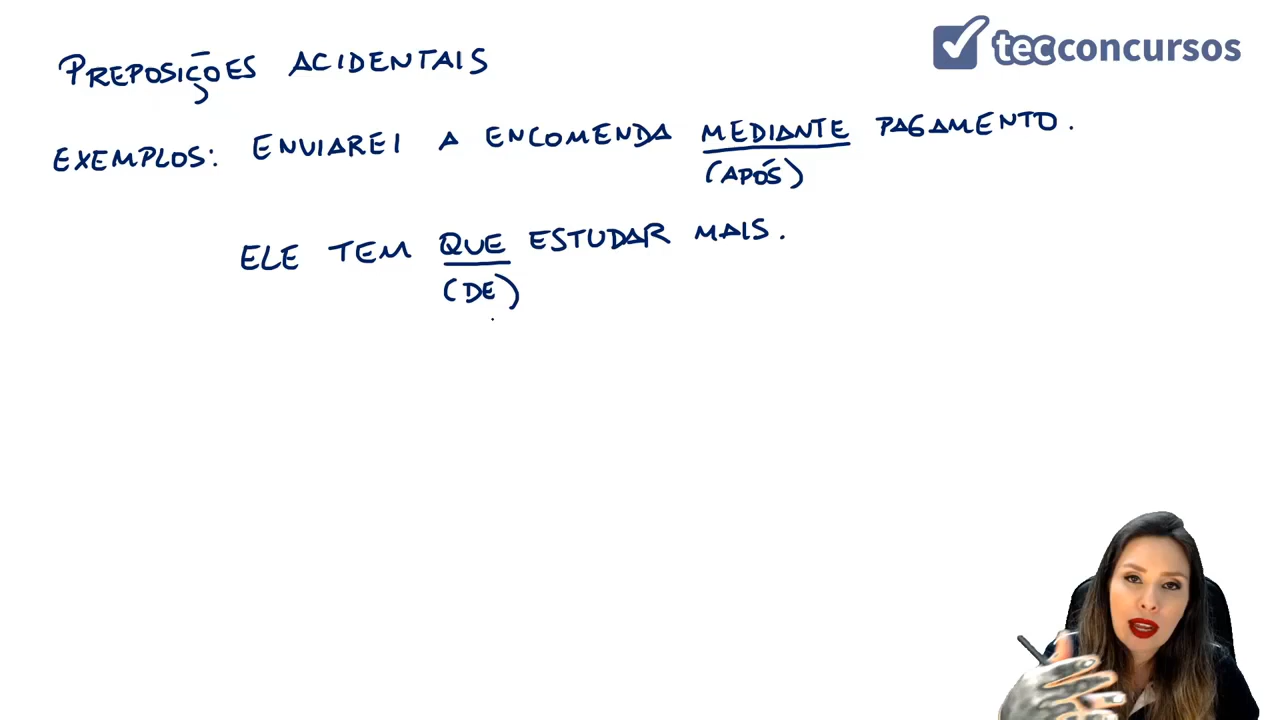 tecconcursos
PREPOSIÇÕES ACIDENTAIS
EXEMPLOS: ENVIAREI A ENCOMENDA MEDIANTE PAGAMENTO.
(APÓS)
ELE TEM QUE ESTUDAR MAIS.
(DE)